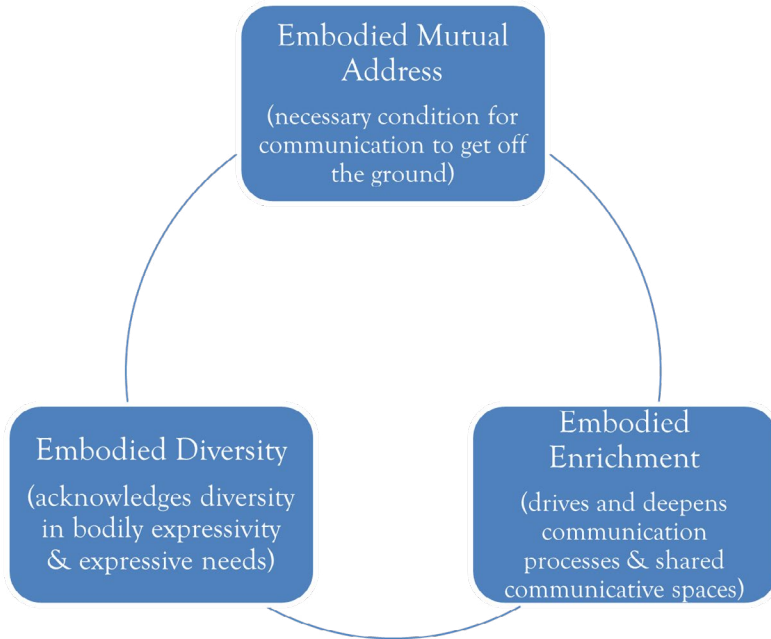 Embodied Mutual
Address
(necessary condition for
communication to get off
the ground)
Embodied Diversity
(acknowledges diversity
in bodily expressivity
& expressive needs)
Embodied
Enrichment
(drives and deepens
communication
processes & shared
communicative spaces)